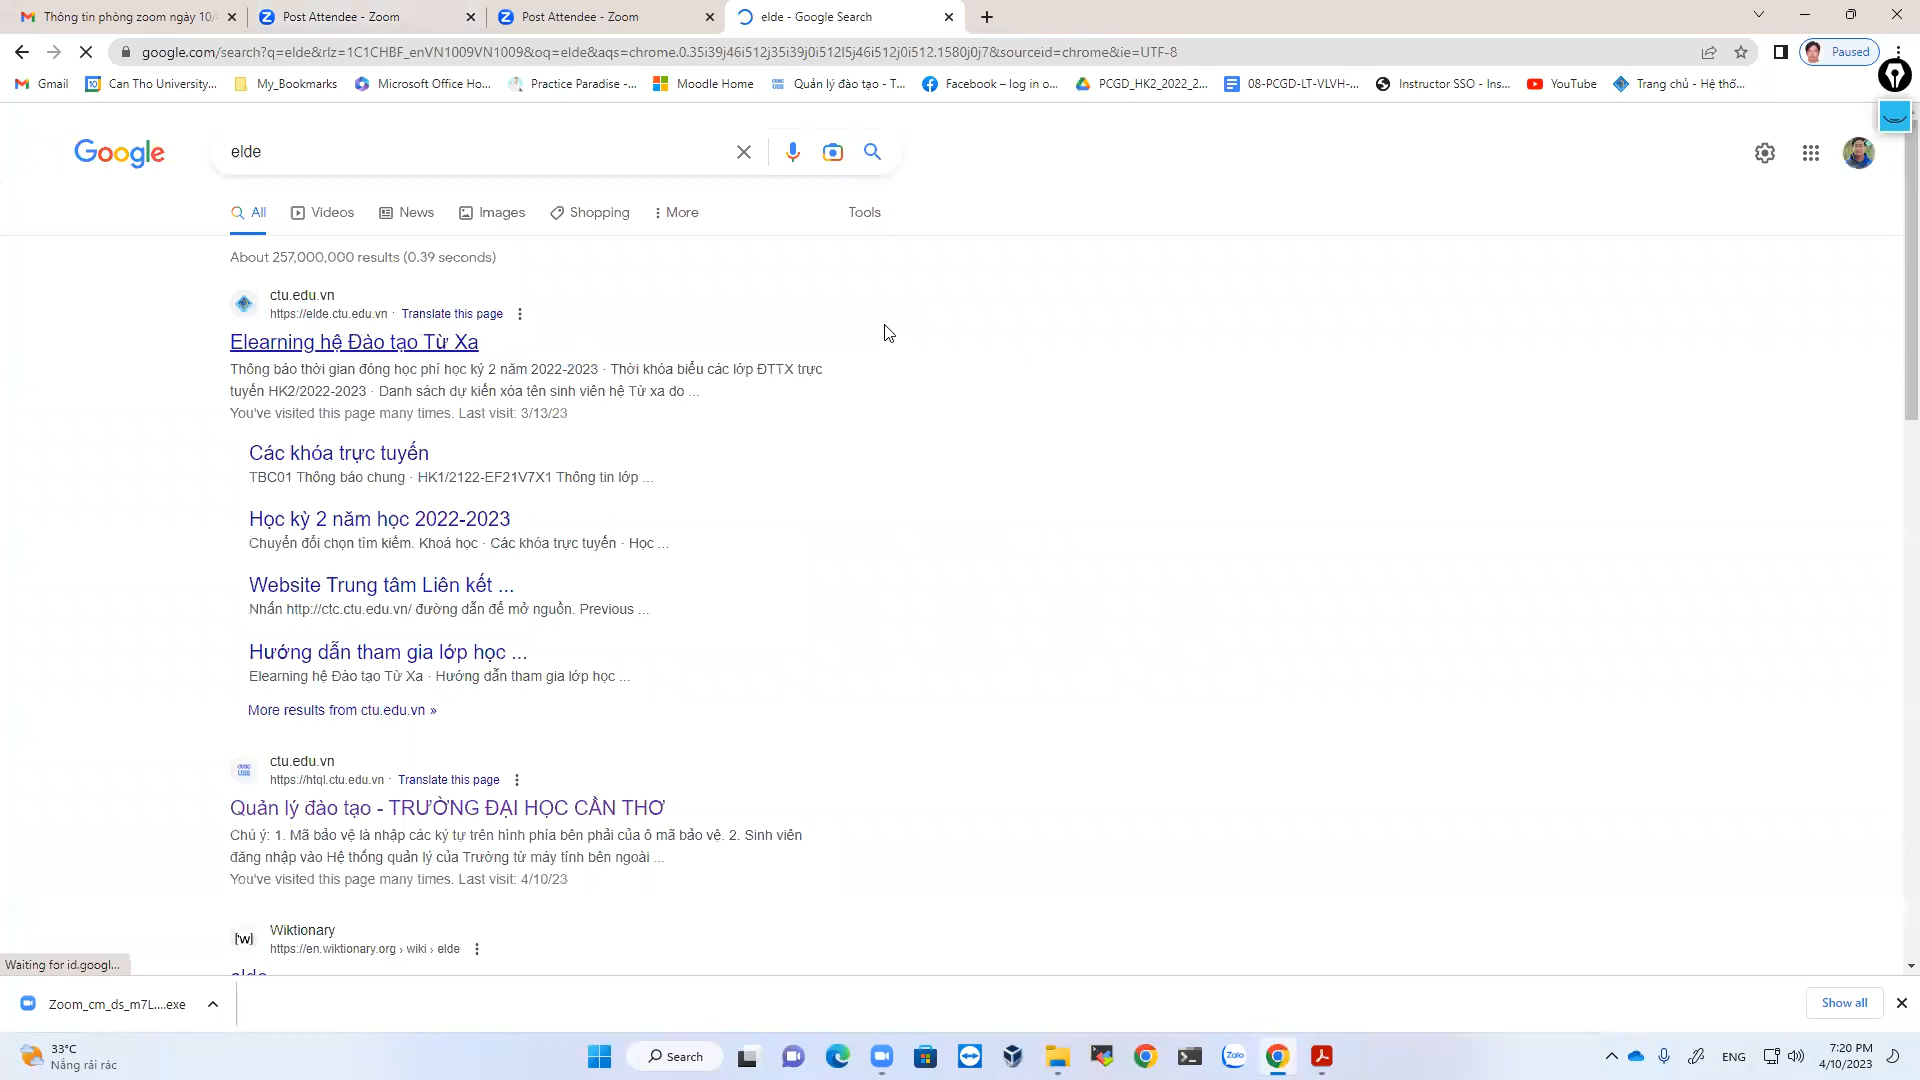 Thông tin phòng zoom ngày 10/
Post Attendee - Zoom
Post Attendee - Zoom
elde - Google Search
google.com/search?q=elde&rlz=1C1CHBF_enVN1009VN1009&oq=elde&aqs=chrome.0.35i39j46i512j35i39j0i512l5j46i512j0i512.1580j0j7&sourceid=chrome&ie=UTF-8
Paused
Gmail
Can Tho University...
My_Bookmarks
Microsoft Office Ho...
Practice Paradise -...
Moodle Home
Quản lý đào tạo - T...
Facebook – log in o...
PCGD_HK2_2022_2...
08-PCGD-LT-VLVH-...
Instructor SSO - Ins...
YouTube
Trang chủ - Hệ thố...
Google
elde
All
Videos
News
Images
Shopping
More
Tools
About 257,000,000 results (0.39 seconds)
ctu.edu.vn
https://elde.ctu.edu.vn · Translate this page
Elearning hệ Đào tạo Từ Xa
Thông báo thời gian đóng học phí học kỳ 2 năm 2022-2023 · Thời khóa biểu các lớp ĐTTX trực
tuyến HK2/2022-2023 · Danh sách dự kiến xóa tên sinh viên hệ Từ xa do ...
You've visited this page many times. Last visit: 3/13/23
Các khóa trực tuyến
TBC01 Thông báo chung · HK1/2122-EF21V7X1 Thông tin lớp ...
Học kỳ 2 năm học 2022-2023
Chuyển đổi chọn tìm kiếm. Khoá học · Các khóa trực tuyến · Học ...
Website Trung tâm Liên kết ...
Nhấn http://ctc.ctu.edu.vn/ đường dẫn để mở nguồn. Previous ...
Hướng dẫn tham gia lớp học ...
Elearning hệ Đào tạo Từ Xa · Hướng dẫn tham gia lớp học ...
More results from ctu.edu.vn »
ctu.edu.vn
https://htql.ctu.edu.vn · Translate this page
Quản lý đào tạo - TRƯỜNG ĐẠI HỌC CẦN THƠ
Chú ý: 1. Mã bảo vệ là nhập các ký tự trên hình phía bên phải của ô mã bảo vệ. 2. Sinh viên
đăng nhập vào Hệ thống quản lý của Trường từ máy tính bên ngoài ...
You've visited this page many times. Last visit: 4/10/23
['w]
Wiktionary
https://en.wiktionary.org › wiki › elde
elde
Waiting for id.googl...
Zoom_cm_ds_m7L....exe
Show all
33°C
Nắng rải rác
Search
Zalo
ENG
7:20 PM
4/10/2023